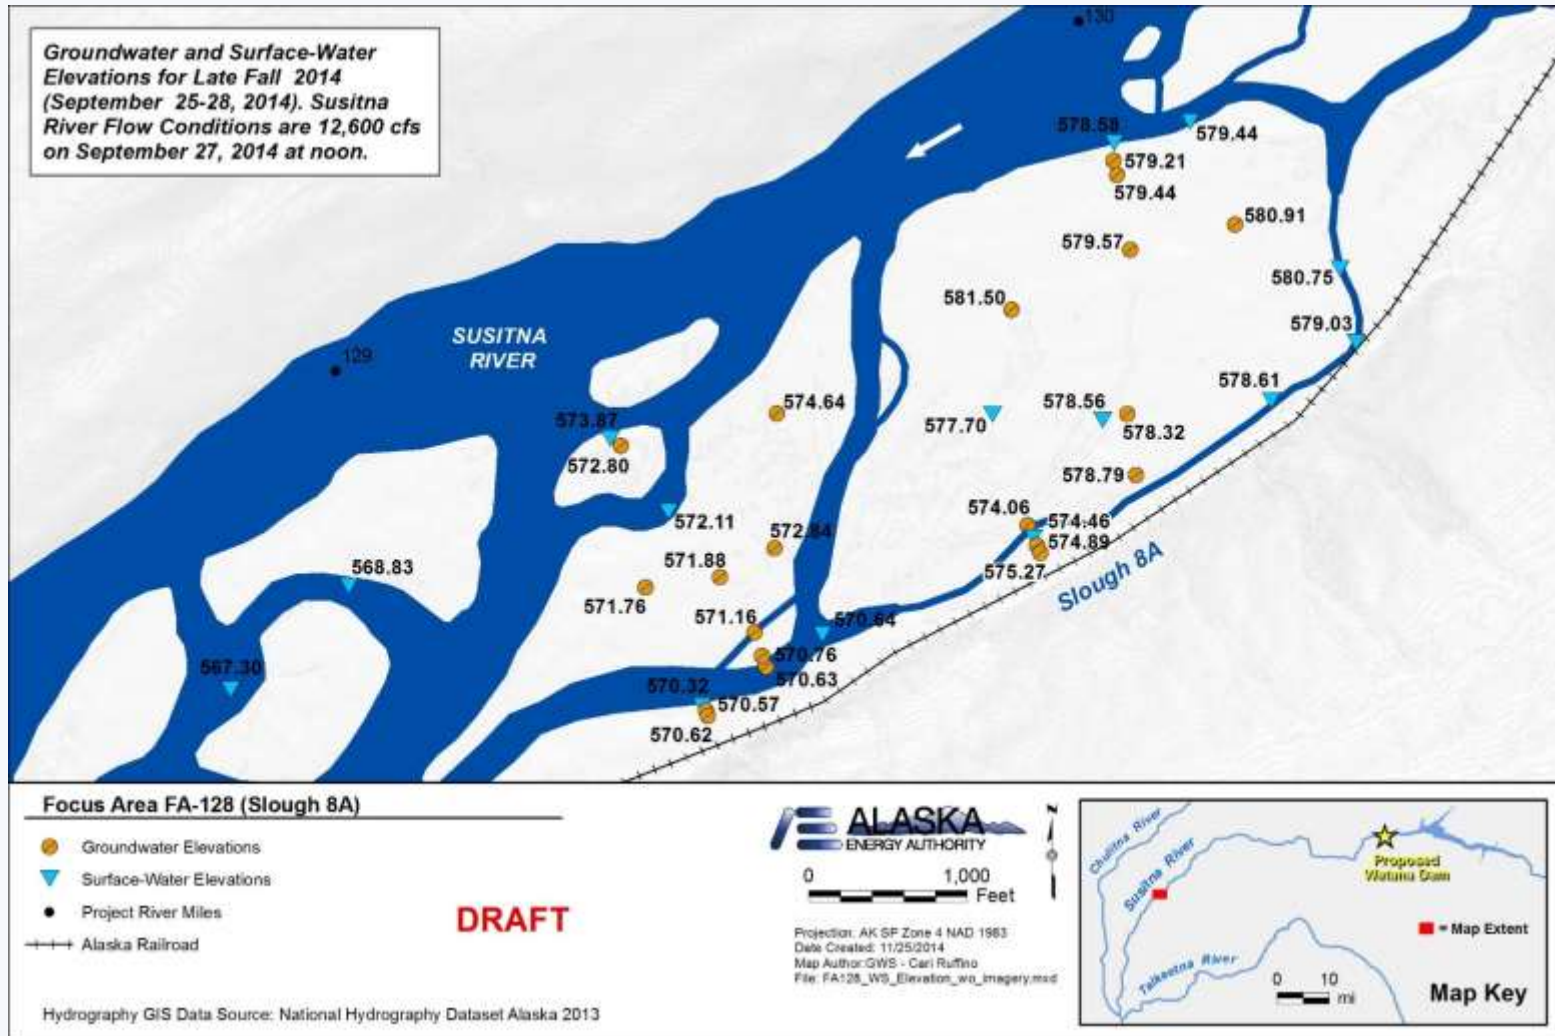 Groundwater and Surface-Water
Elevations for Late Fall 2014
(September 25-28, 2014). Susitna
River Flow Conditions are 12,600 cfs
on September 27, 2014 at noon.
130
578.58
579.44
579.21
579.44
580.91
579.57
580.75
581.50
579.03
SUSITNA
RIVER
129
578.61
574.64
578.56
577.70
573.87
578.32
572.80
578.79
574.06
572.11
574.46
572.84
574.89
571.88
575.27
568.83
571.76
Slough 8A
571.16
570.64
570.76
567.30
570.63
570.32
570.57
570.62
Focus Area FA-128 (Slough 8A)
Groundwater Elevations
Surface-Water Elevations
Project River Miles
Alaska Railroad
DRAFT
Hydrography GIS Data Source: National Hydrography Dataset Alaska 2013
ALASKA
ENERGY AUTHORITY
N
0 1,000
Feet
Projection: AK SP Zone 4 NAD 1983
Date Created: 11/25/2014
Map Author:GWS - Cari Ruffino
File: FA128_WS_Elevation_wo_Imagery.mxd
Chulitna River
Susitna River
Proposed
Watana Dam
= Map Extent
Talkeetna River
0 10
mi
Map Key